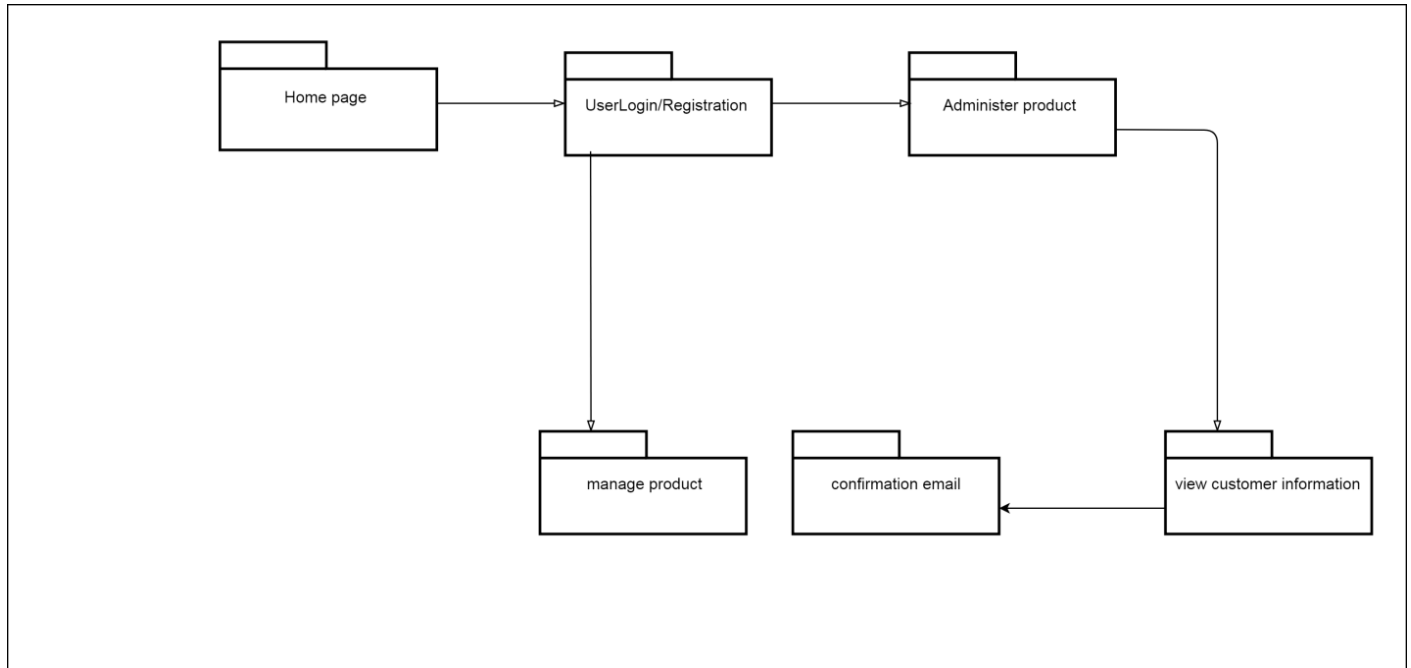 Home page
UserLogin/Registration
Administer product
manage product
confirmation email
view customer information